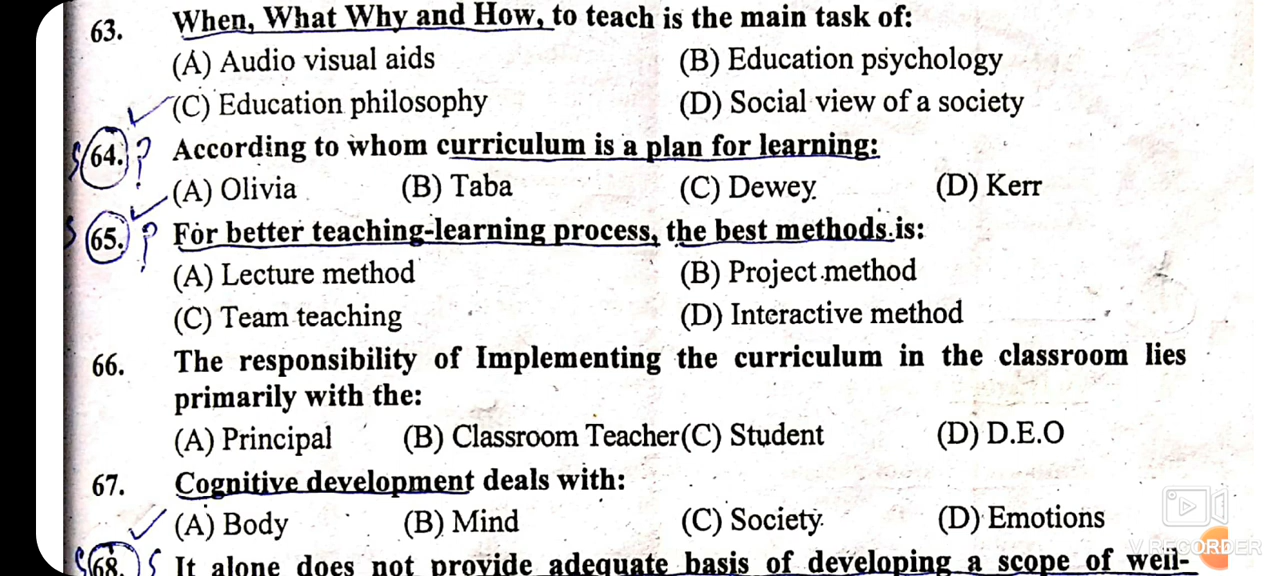 63. When, What Why and How, to teach is the main task of:
(A) Audio visual aids (B) Education psychology
(C) Education philosophy (D) Social view of a society
64. ? According to whom curriculum is a plan for learning:
(A) Olivia (B) Taba (C) Dewey. (D) Kerr
65. ? For better teaching-learning process, the best methods is:
(A) Lecture method (B) Project method
(C) Team teaching (D) Interactive method
66. The responsibility of Implementing the curriculum in the classroom lies
primarily with the:
(A) Principal (B) Classroom Teacher (C) Student (D) D.E.O
67. Cognitive development deals with:
(A) Body (B) Mind (C) Society (D) Emotions
V RECORDER
68. It alone does not provide adequate basis of developing a scope of well-